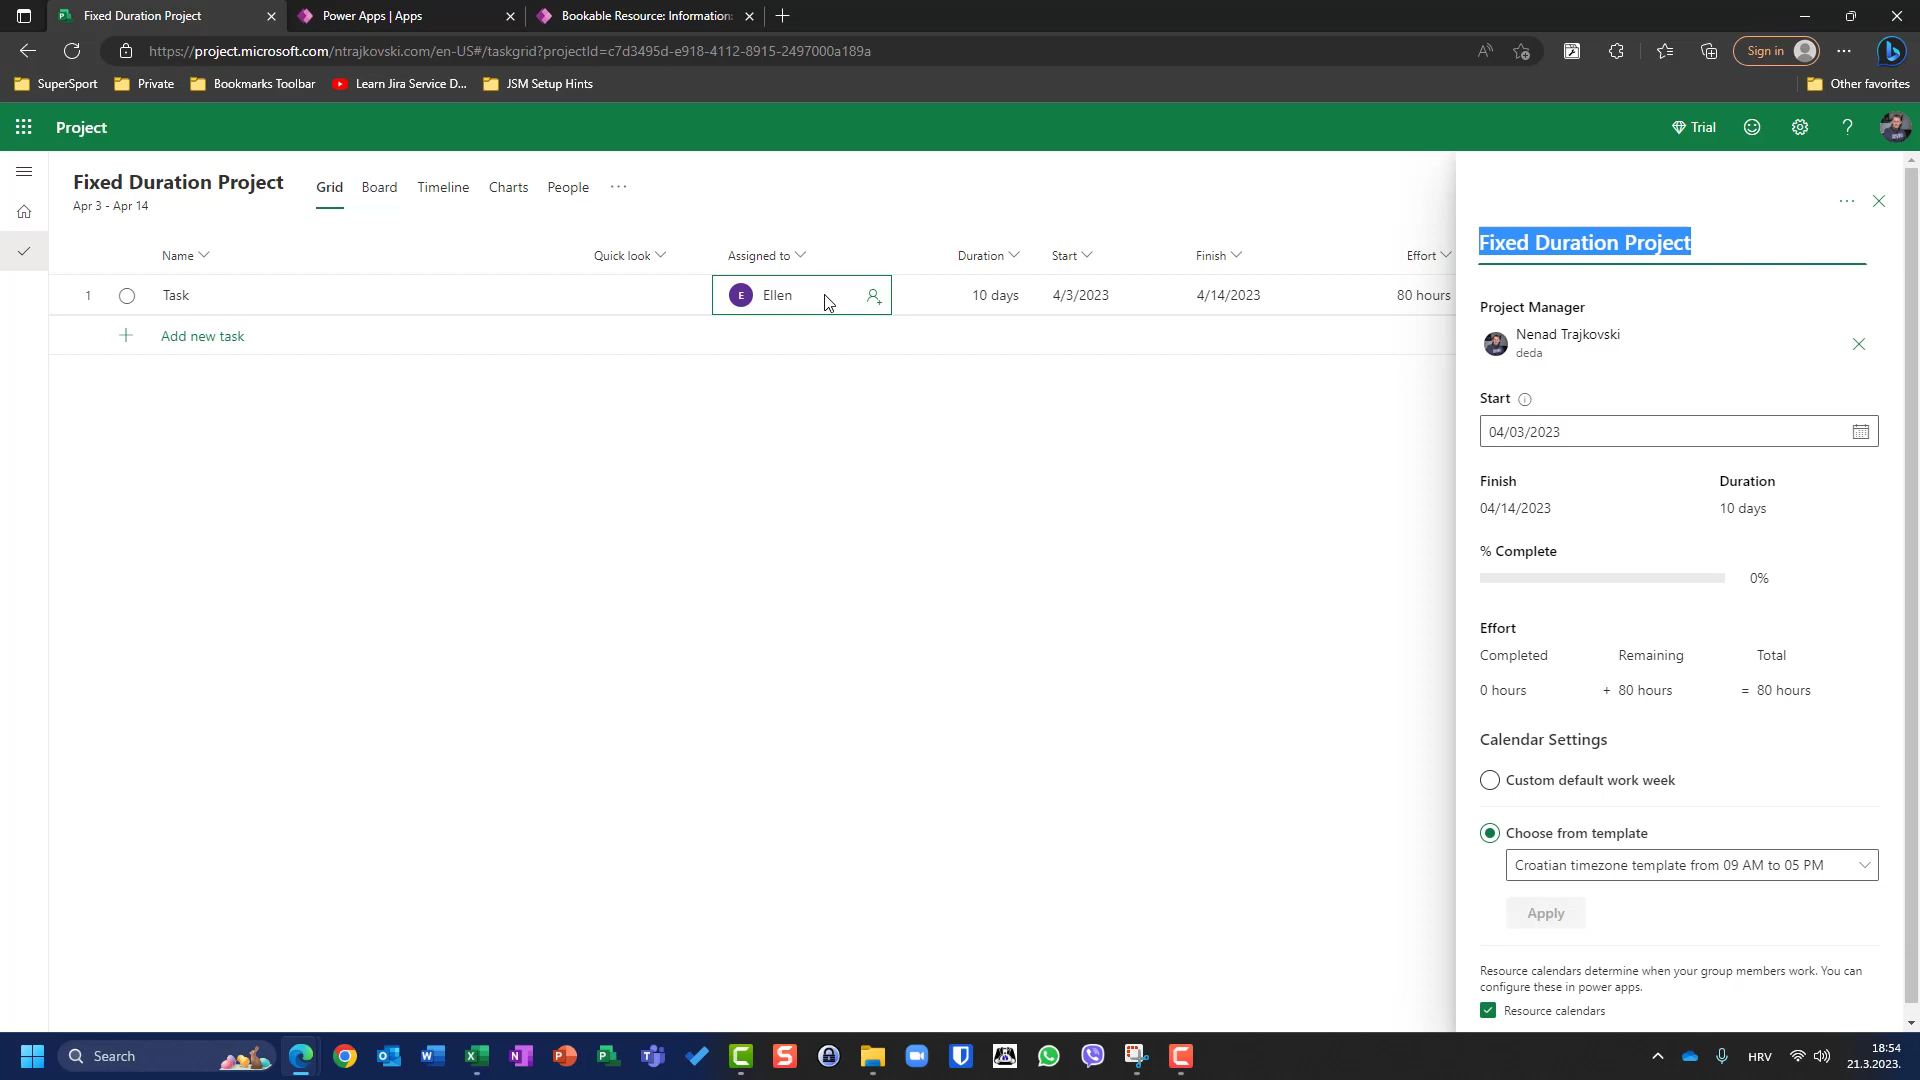 Fixed Duration Project
Power Apps | Apps
Bookable Resource: Information:
https://project.microsoft.com/ntrajkovski.com/en-US#/taskgrid?projectId=c7d3495d-e918-4112-8915-2497000a189a
Sign in
SuperSport
Private
Bookmarks Toolbar
Learn Jira Service D...
JSM Setup Hints
Other favorites
Project
Trial
Fixed Duration Project
Apr 3 - Apr 14
Grid
Board
Timeline
Charts
People
Name
Quick look
Assigned to
Duration
Start
Finish
Effort
1
Task
E
Ellen
10 days
4/3/2023
4/14/2023
80 hours
Add new task
Fixed Duration Project
Project Manager
Nenad Trajkovski
deda
Start
04/03/2023
Finish
Duration
04/14/2023
10 days
% Complete
0%
Effort
Completed
Remaining
Total
0 hours
+ 80 hours
= 80 hours
Calendar Settings
Custom default work week
Choose from template
Croatian timezone template from 09 AM to 05 PM
Apply
Resource calendars determine when your group members work. You can
configure these in power apps.
Resource calendars
Search
HRV
18:54
21.3.2023.